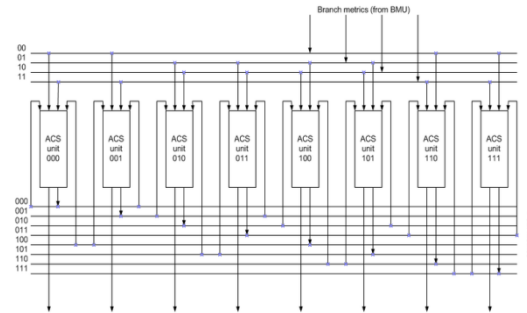 Branch metrics (from BMU)
00
01
10
11
ACS unit 000
ACS unit 001
ACS unit 010
ACS unit 011
ACS unit 100
ACS unit 101
ACS unit 110
ACS unit 111
000
001
010
011
100
101
110
111